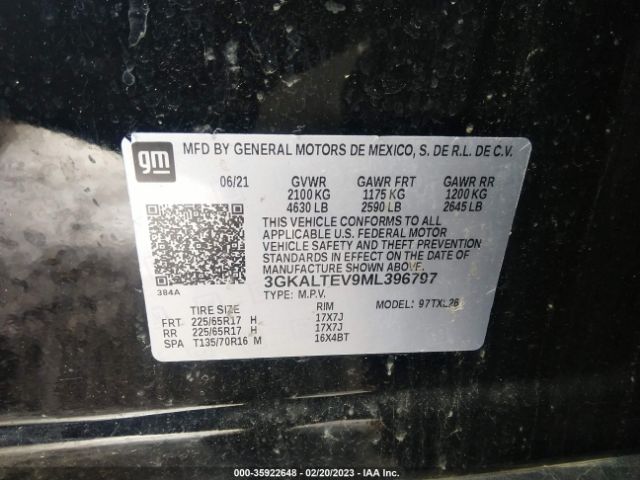 gm
MFD BY GENERAL MOTORS DE MEXICO, S. DE R.L. DE C.V.
06/21 GVWR GAWR FRT GAWR RR
2100 KG 1175 KG 1200 KG
4630 LB 2590 LB 2645 LB
THIS VEHICLE CONFORMS TO ALL
APPLICABLE U.S. FEDERAL MOTOR
VEHICLE SAFETY AND THEFT PREVENTION
STANDARDS IN EFFECT ON THE DATE OF
MANUFACTURE SHOWN ABOVE.
3GKALTEV9ML396797
384A
TYPE: M.P.V. MODEL: 97TXL26
TIRE SIZE RIM
FRT 225/65R17 H 17X7J
RR 225/65R17 H 17X7J
SPA T135/70R16 M 16X4BT
000-35922648 - 02/20/2023 - IAA Inc.